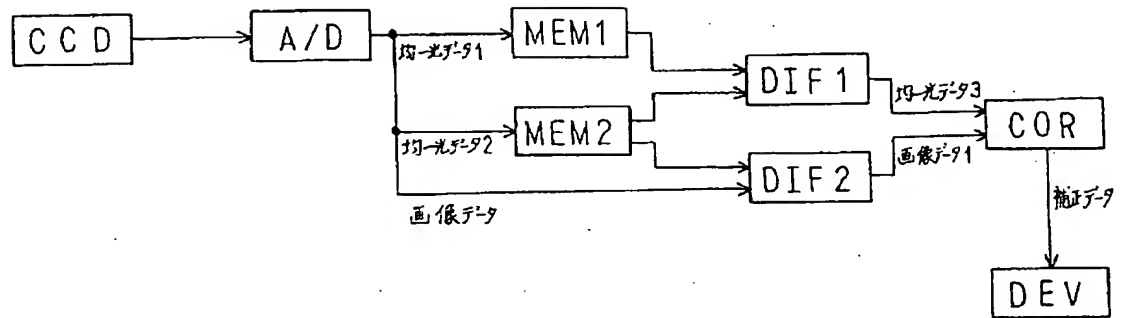 CCD
A/D
均一光データ1
MEM1
DIF1
均一光データ3
COR
均一光データ2
MEM2
DIF2
画像データ1
画像データ
補正データ
DEV